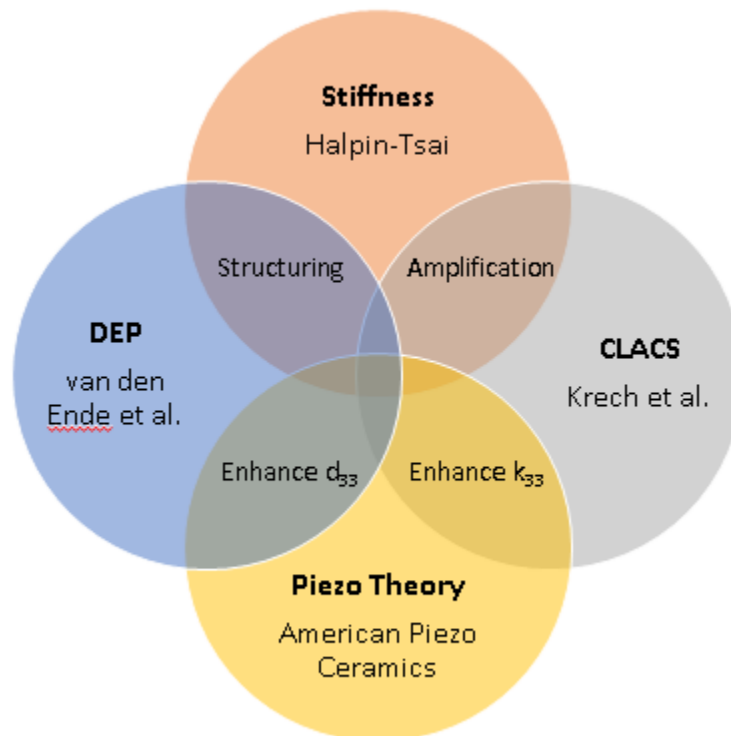 Stiffness
Halpin-Tsai
Structuring
Amplification
DEP
van den
Ende et al.
CLACS
Krech et al.
Enhance d₃₃
Enhance k₃₃
Piezo Theory
American Piezo
Ceramics